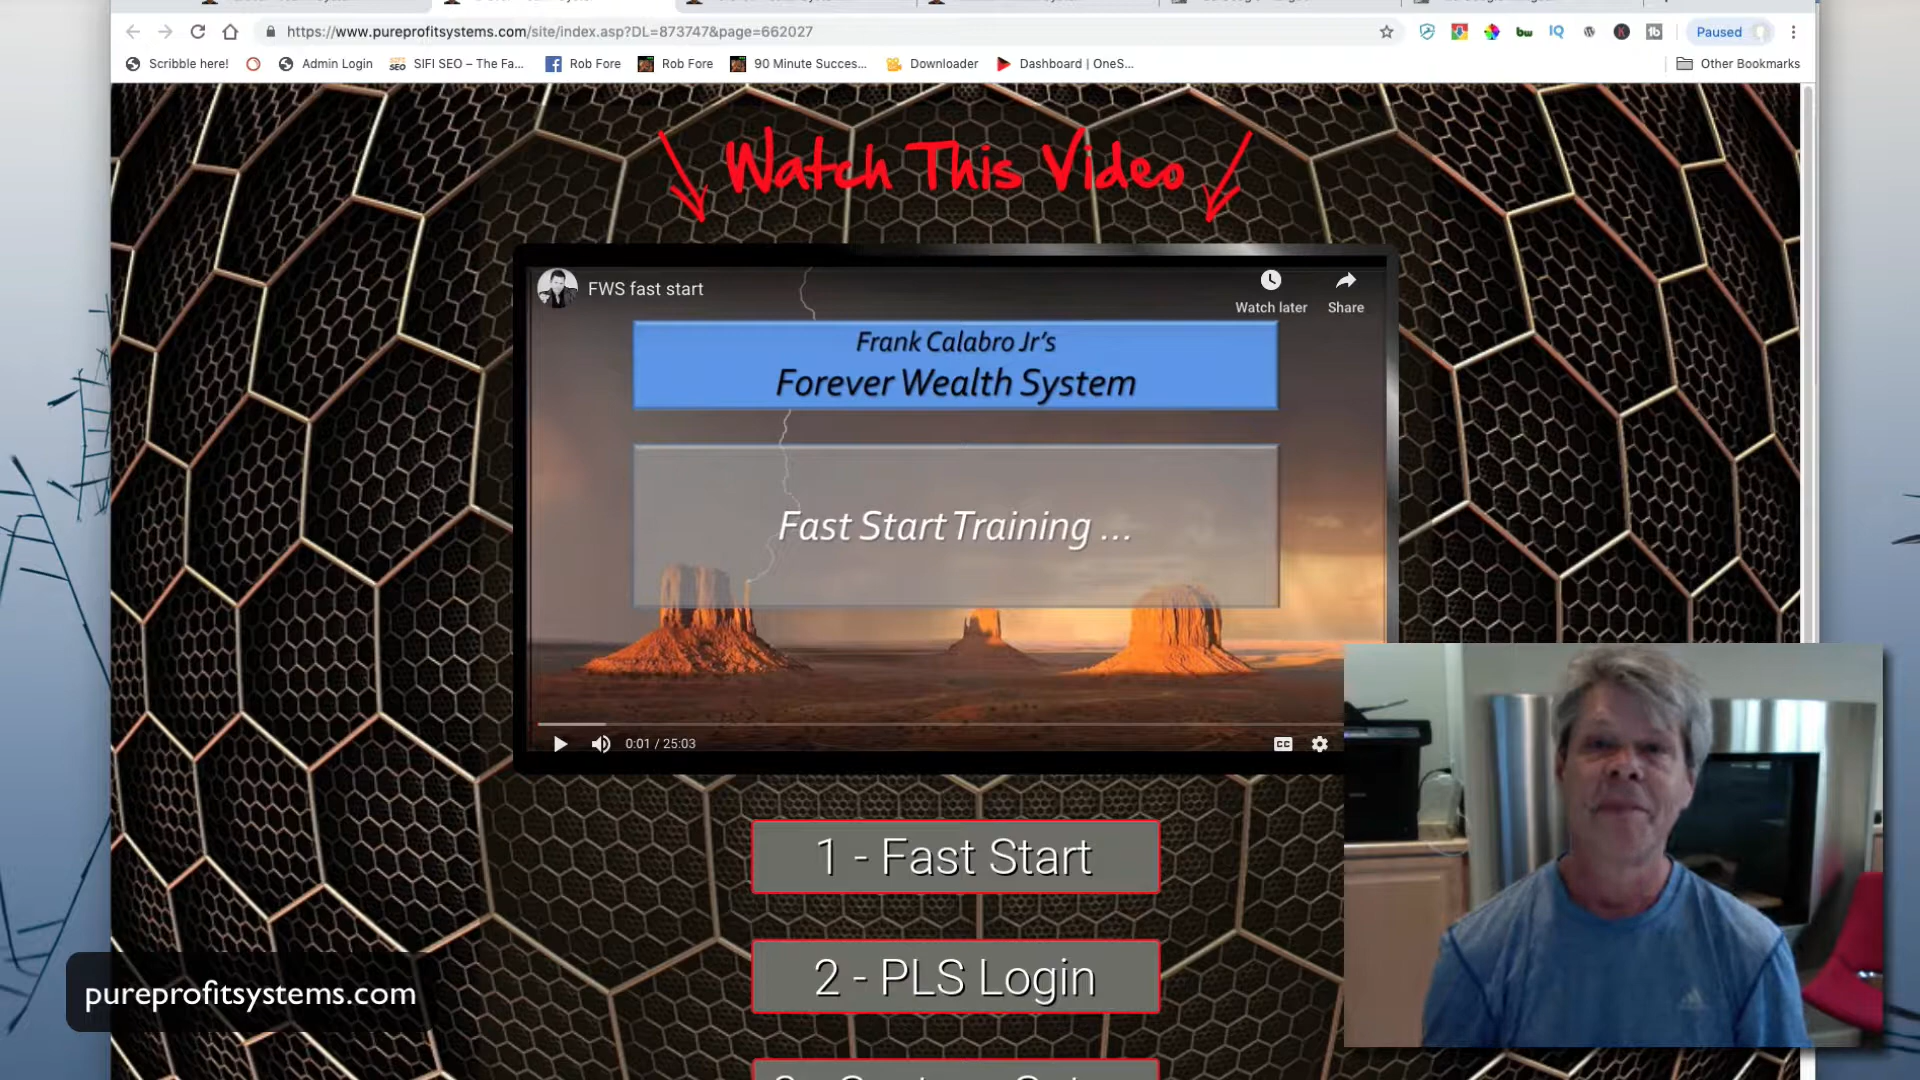 https://www.pureprofitsystems.com/site/index.asp?DL=873747&page=662027
Paused
Scribble here!
Admin Login
SIFI SEO – The Fa...
Rob Fore
Rob Fore
90 Minute Succes...
Downloader
Dashboard | OneS...
Other Bookmarks
Watch This Video
FWS fast start
Watch later
Share
Frank Calabro Jr's
Forever Wealth System
Fast Start Training ...
0:01 / 25:03
CC
1 - Fast Start
2 - PLS Login
pureprofitsystems.com